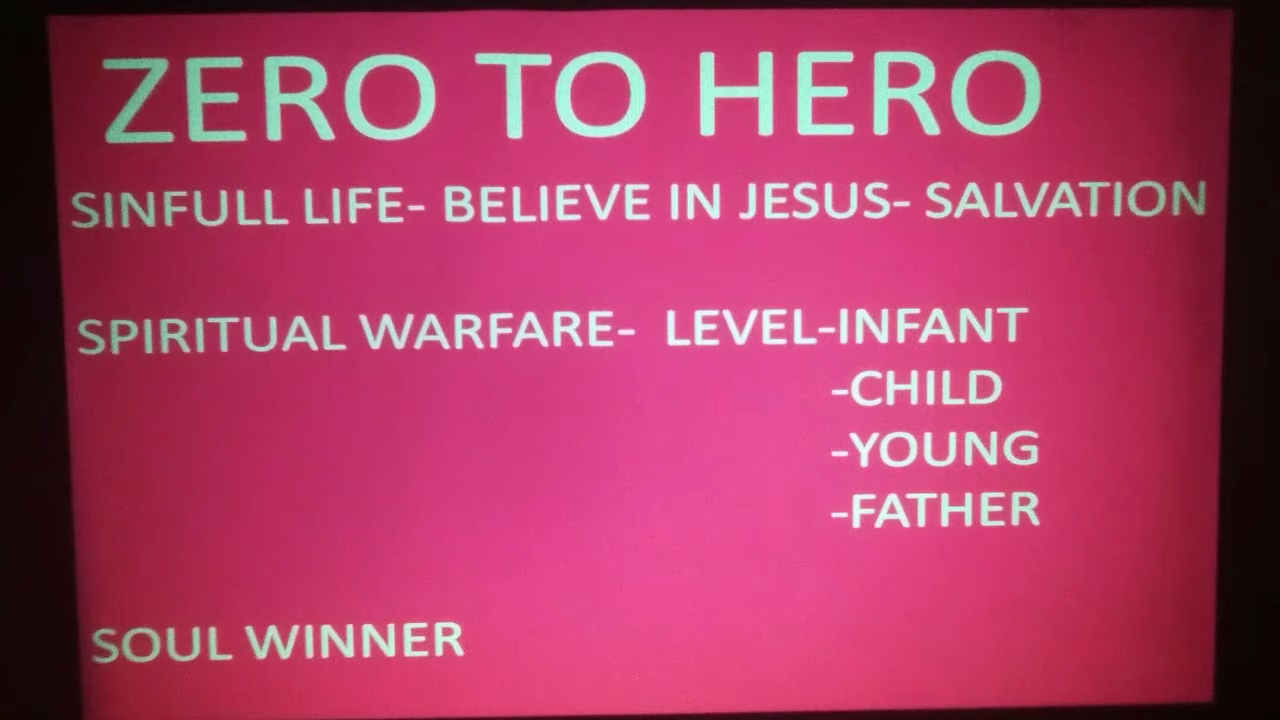 ZERO TO HERO
SINFULL LIFE- BELIEVE IN JESUS- SALVATION
SPIRITUAL WARFARE- LEVEL-INFANT
-CHILD
-YOUNG
-FATHER
SOUL WINNER